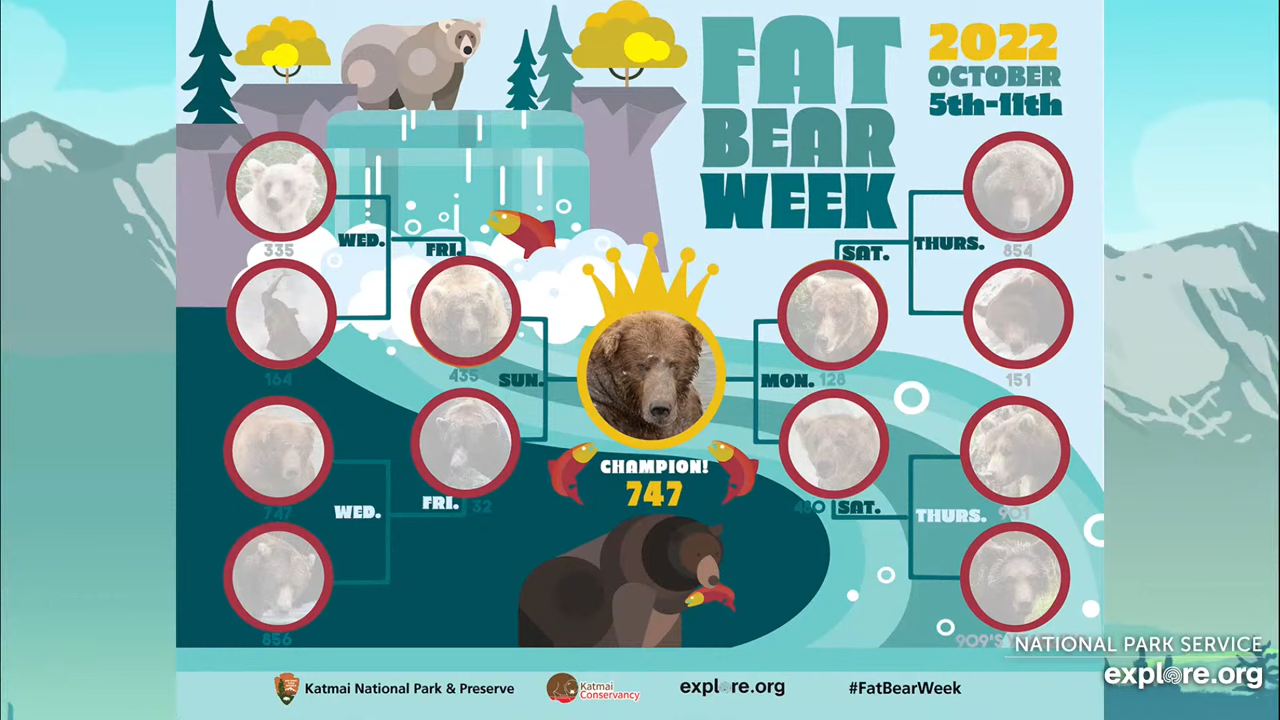 FAT
BEAR
WEEK
2022
OCTOBER
5th-11th
335
WED.
FRI.
SAT.
THURS.
854
164
435
SUN.
MON.
128
151
CHAMPION!
747
747
WED.
FRI.
32
480
SAT.
THURS.
901
856
909'S
NATIONAL PARK SERVICE
explore.org
Katmai National Park & Preserve
Katmai
Conservancy
explore.org
#FatBearWeek